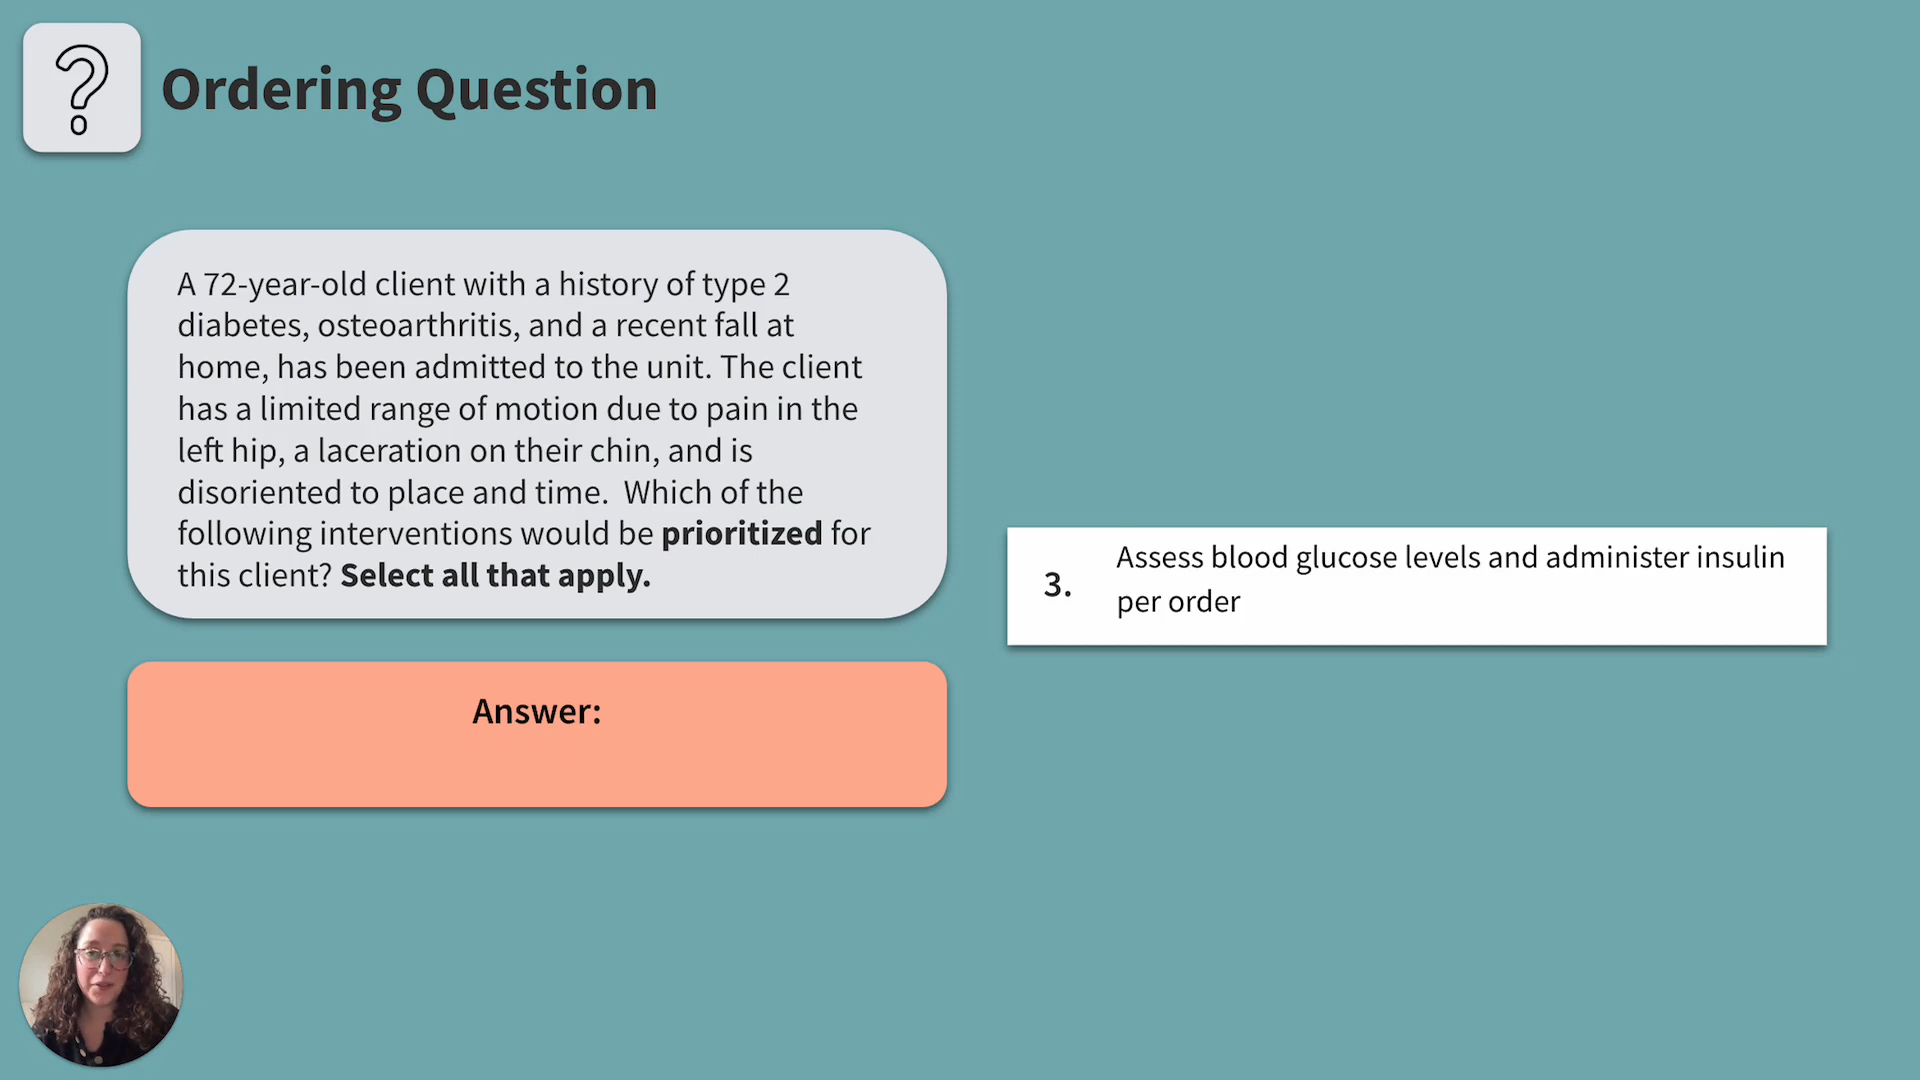 ?
Ordering Question
A 72-year-old client with a history of type 2
diabetes, osteoarthritis, and a recent fall at
home, has been admitted to the unit. The client
has a limited range of motion due to pain in the
left hip, a laceration on their chin, and is
disoriented to place and time.  Which of the
following interventions would be prioritized for
this client? Select all that apply.
3.
Assess blood glucose levels and administer insulin
per order
Answer: